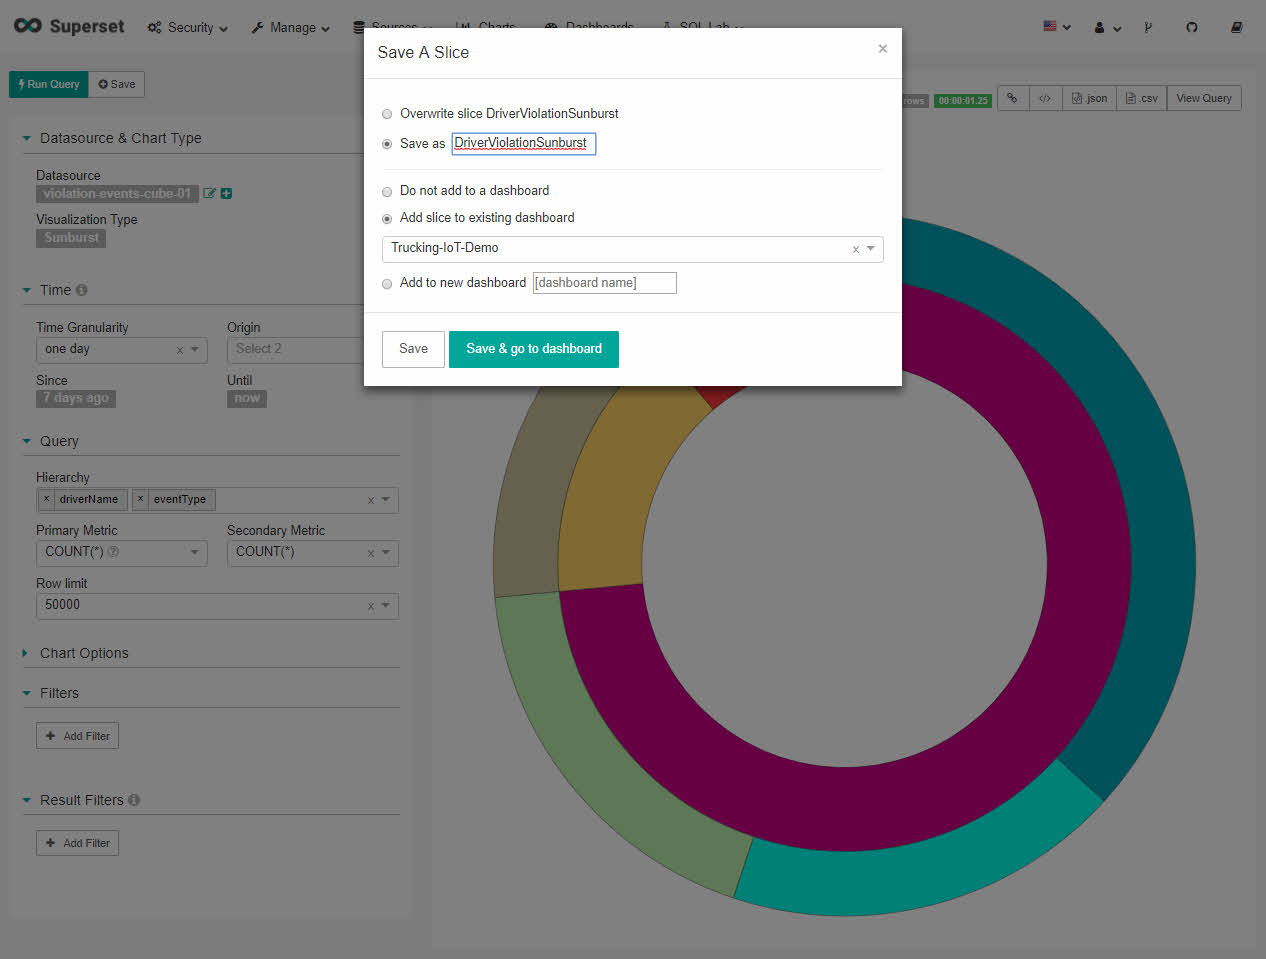 Superset Security Manage Sources Charts Dashboards SQL Lab
Save A Slice ×
Run Query Save
rows 00:00:01.25 </> .json .csv View Query
Overwrite slice DriverViolationSunburst
Save as DriverViolationSunburst
Do not add to a dashboard
Add slice to existing dashboard
Trucking-IoT-Demo x
Add to new dashboard [dashboard name]
Save Save & go to dashboard
Datasource & Chart Type
Datasource
violation-events-cube-01
Visualization Type
Sunburst
Time
Time Granularity Origin
one day x Select 2
Since Until
7 days ago now
Query
Hierarchy
× driverName × eventType x
Primary Metric Secondary Metric
COUNT(*) COUNT(*) x
Row limit
50000 x
Chart Options
Filters
+ Add Filter
Result Filters
+ Add Filter